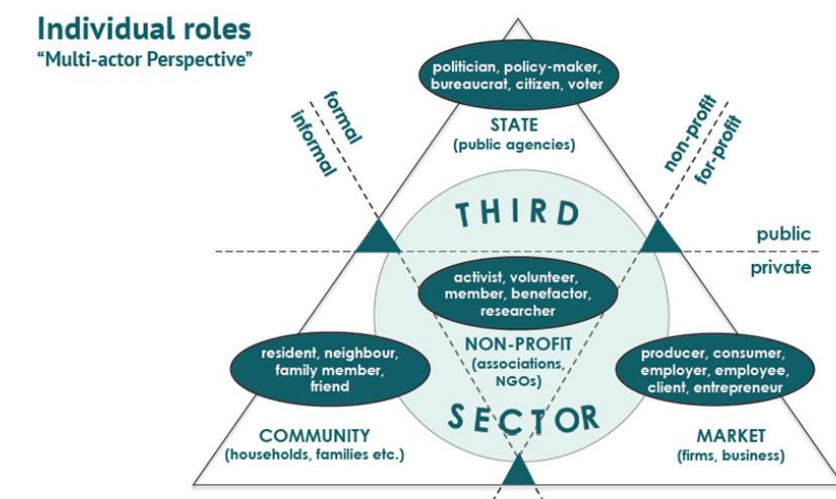 Individual roles
“Multi-actor Perspective”
politician, policy-maker,
bureaucrat, citizen, voter
STATE
(public agencies)
formal
informal
non-profit
for-profit
THIRD
public
private
activist, volunteer,
member, benefactor,
researcher
NON-PROFIT
(associations,
NGOs)
resident, neighbour,
family member,
friend
COMMUNITY
(households, families etc.)
producer, consumer,
employer, employee,
client, entrepreneur
MARKET
(firms, business)
SECTOR